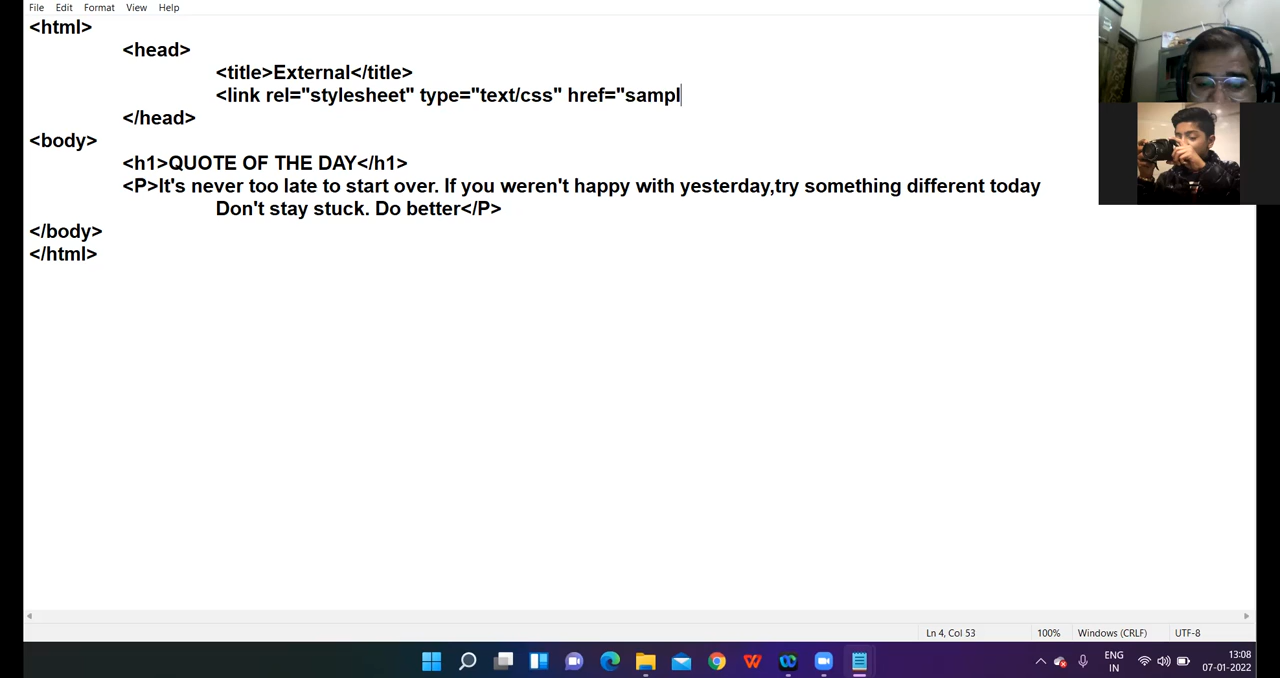 File Edit Format View Help
<html>
<head>
<title>External</title>
<link rel="stylesheet" type="text/css" href="sampl
</head>
<body>
<h1>QUOTE OF THE DAY</h1>
<P>It's never too late to start over. If you weren't happy with yesterday,try something different today
Don't stay stuck. Do better</P>
</body>
</html>
Ln 4, Col 53 100% Windows (CRLF) UTF-8
ENG 13:08
IN 07-01-2022